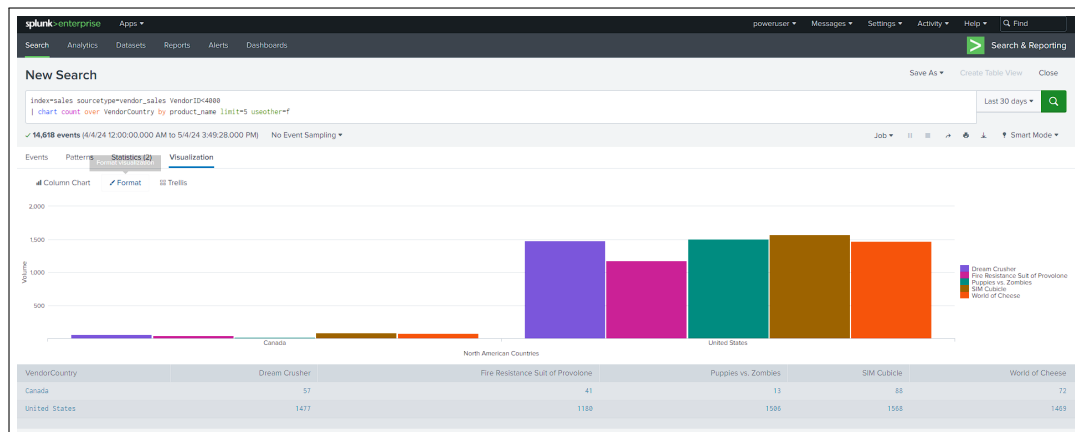 splunk>enterprise Apps ▾ poweruser ▾ Messages ▾ Settings ▾ Activity ▾ Help ▾ Find
Search Analytics Datasets Reports Alerts Dashboards > Search & Reporting
New Search Save As ▾ Create Table View Close
index=sales sourcetype=vendor_sales VendorID<4000
| chart count over VendorCountry by product_name limit=5 useother=f
Last 30 days ▾
✓ 14,618 events (4/4/24 12:00:00.000 AM to 5/4/24 3:49:28.000 PM) No Event Sampling ▾ Job ▾ Smart Mode ▾
Events Patterns Statistics (2) Visualization
Format Visualization
Column Chart Format Trellis
2,000
1,500
1,000
500
Volume
Canada United States
North American Countries
Dream Crusher
Fire Resistance Suit of Provolone
Puppies vs. Zombies
SIM Cubicle
World of Cheese
VendorCountry Dream Crusher Fire Resistance Suit of Provolone Puppies vs. Zombies SIM Cubicle World of Cheese
Canada 57 41 13 72
United States 1477 1180 1506 1568 1469